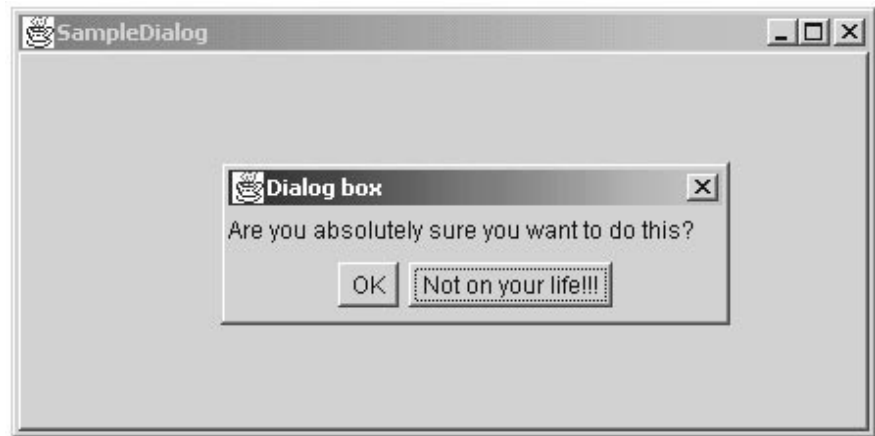 SampleDialog
Dialog box
Are you absolutely sure you want to do this?
OK Not on your life!!!